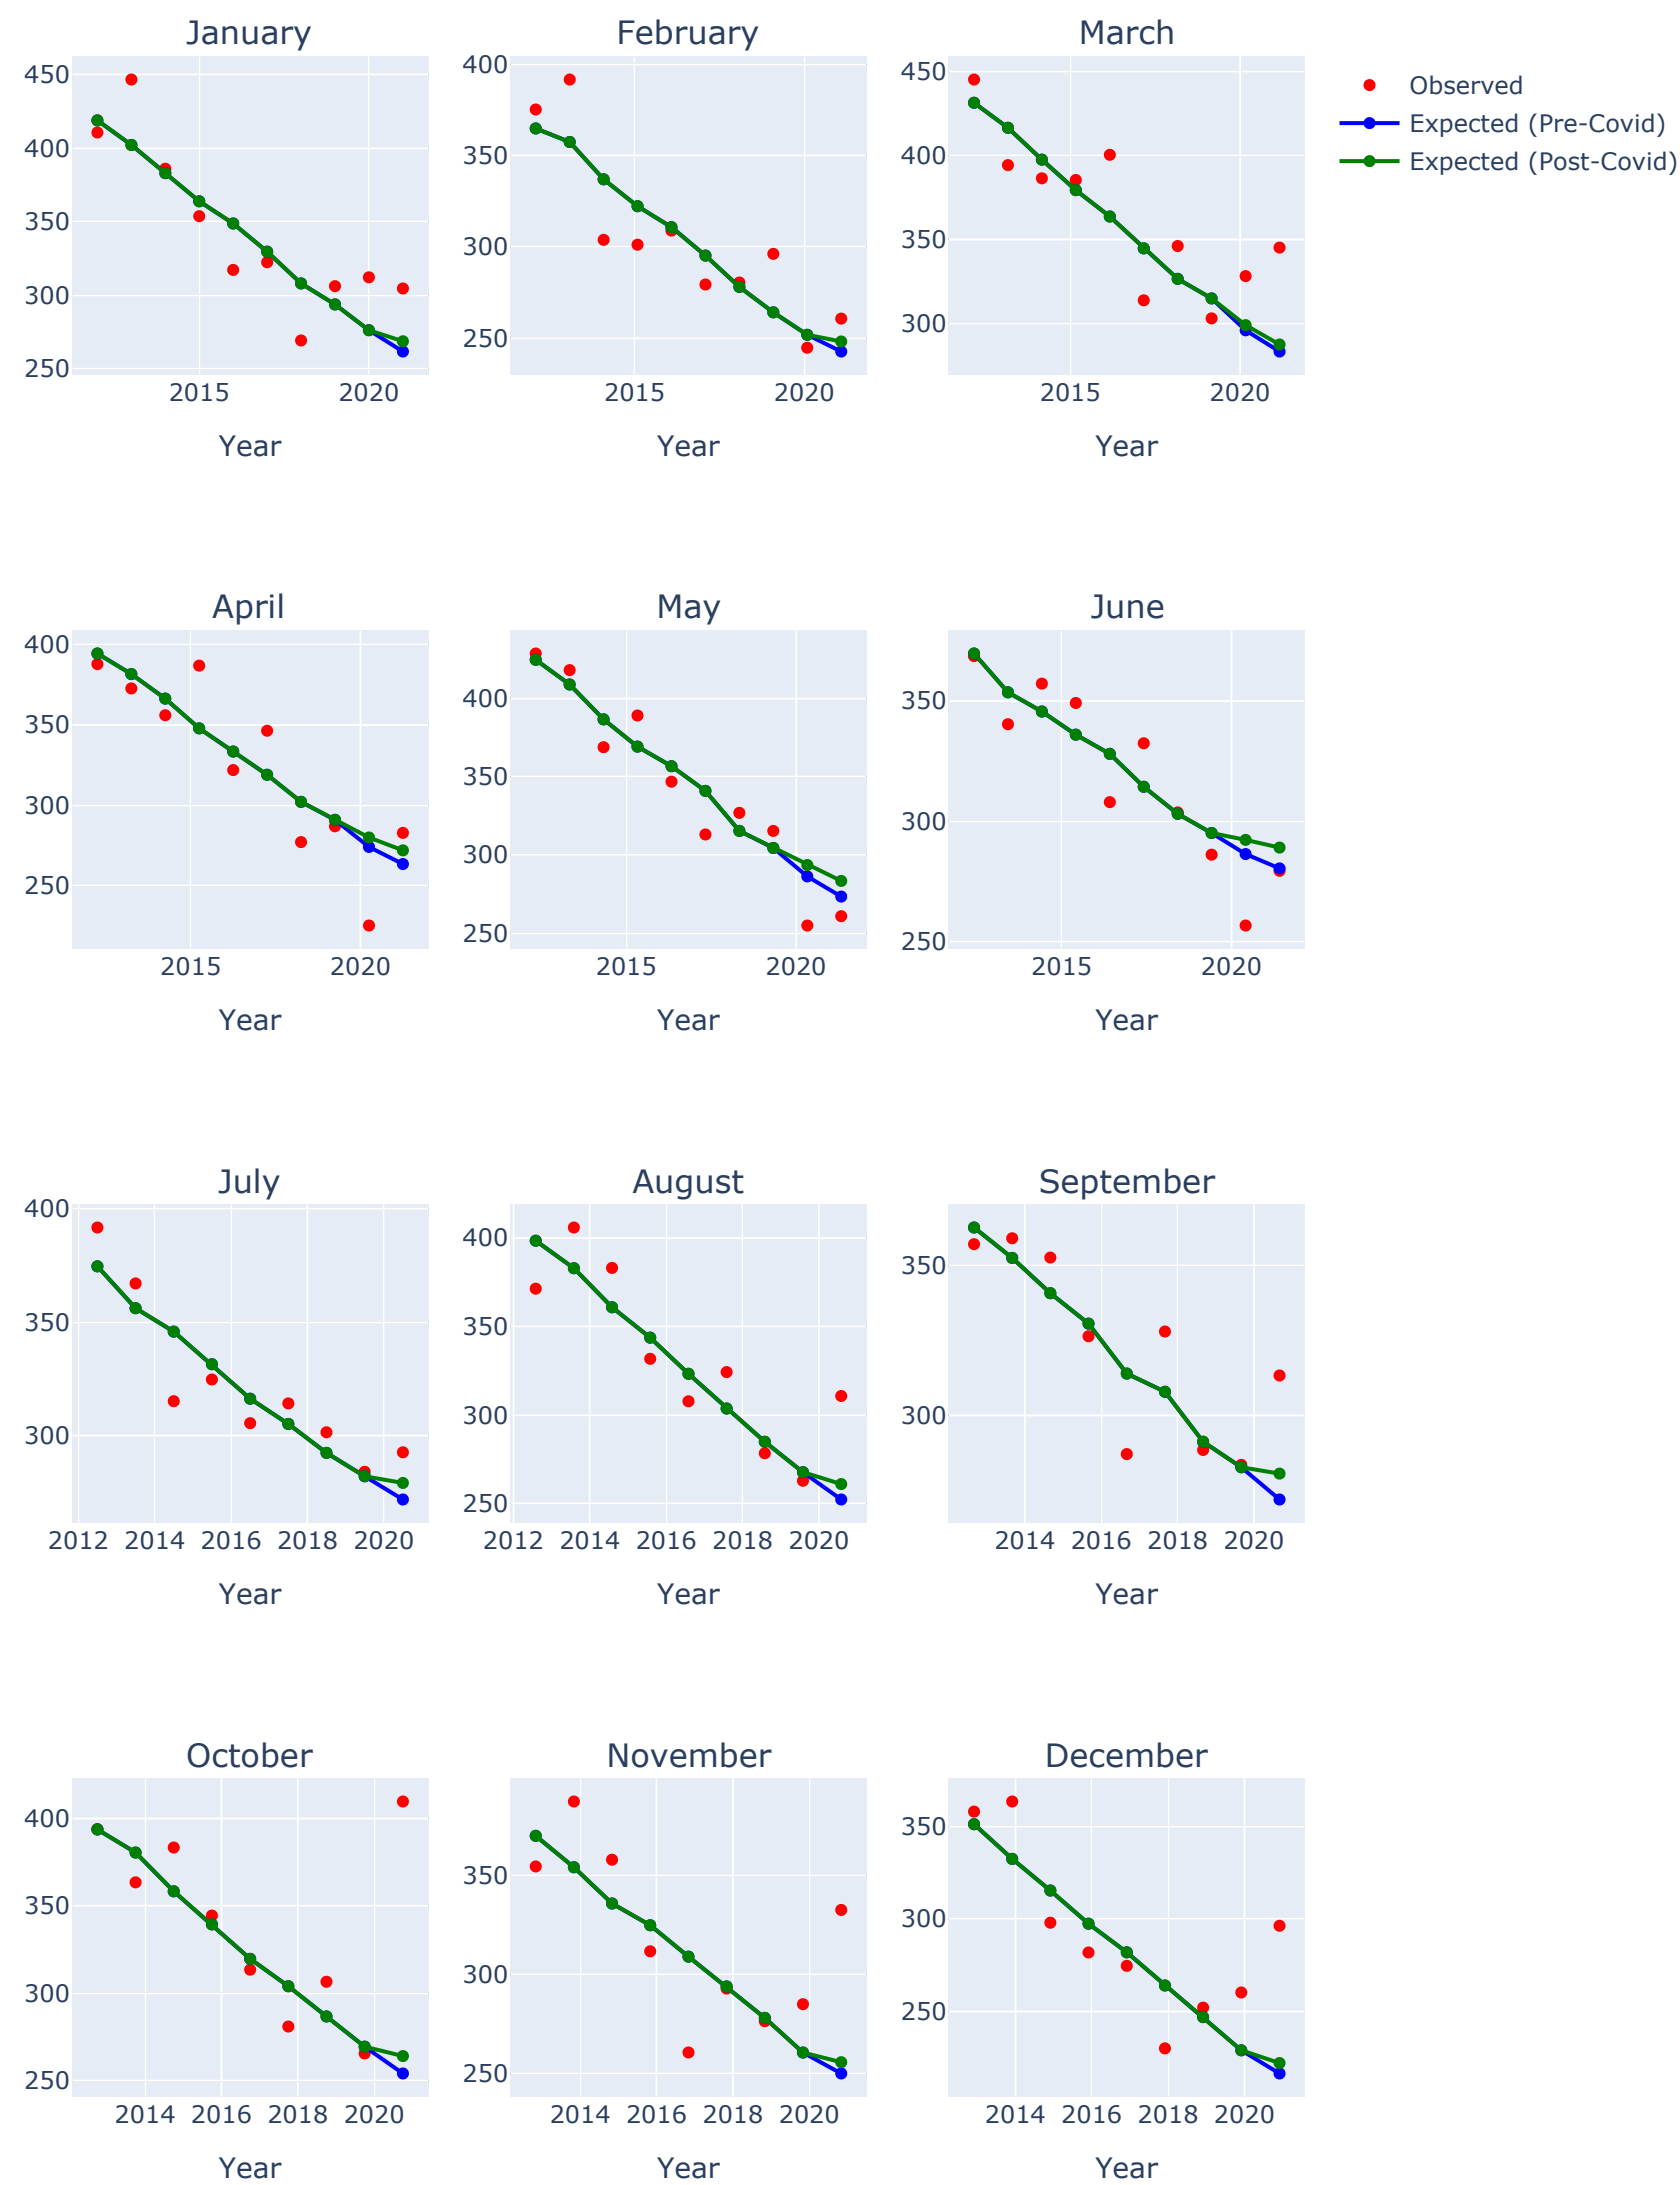 January February March
450
400
350
300
250
2015 2020
Year
400
350
300
250
2015 2020
Year
450
400
350
300
2015 2020
Year
Observed
Expected (Pre-Covid)
Expected (Post-Covid)
April May June
400
350
300
250
2015 2020
Year
400
350
300
250
2015 2020
Year
350
300
250
2015 2020
Year
July August September
400
350
300
2012 2014 2016 2018 2020
Year
400
350
300
250
2012 2014 2016 2018 2020
Year
350
300
2014 2016 2018 2020
Year
October November December
400
350
300
250
2014 2016 2018 2020
Year
350
300
250
2014 2016 2018 2020
Year
350
300
250
2014 2016 2018 2020
Year